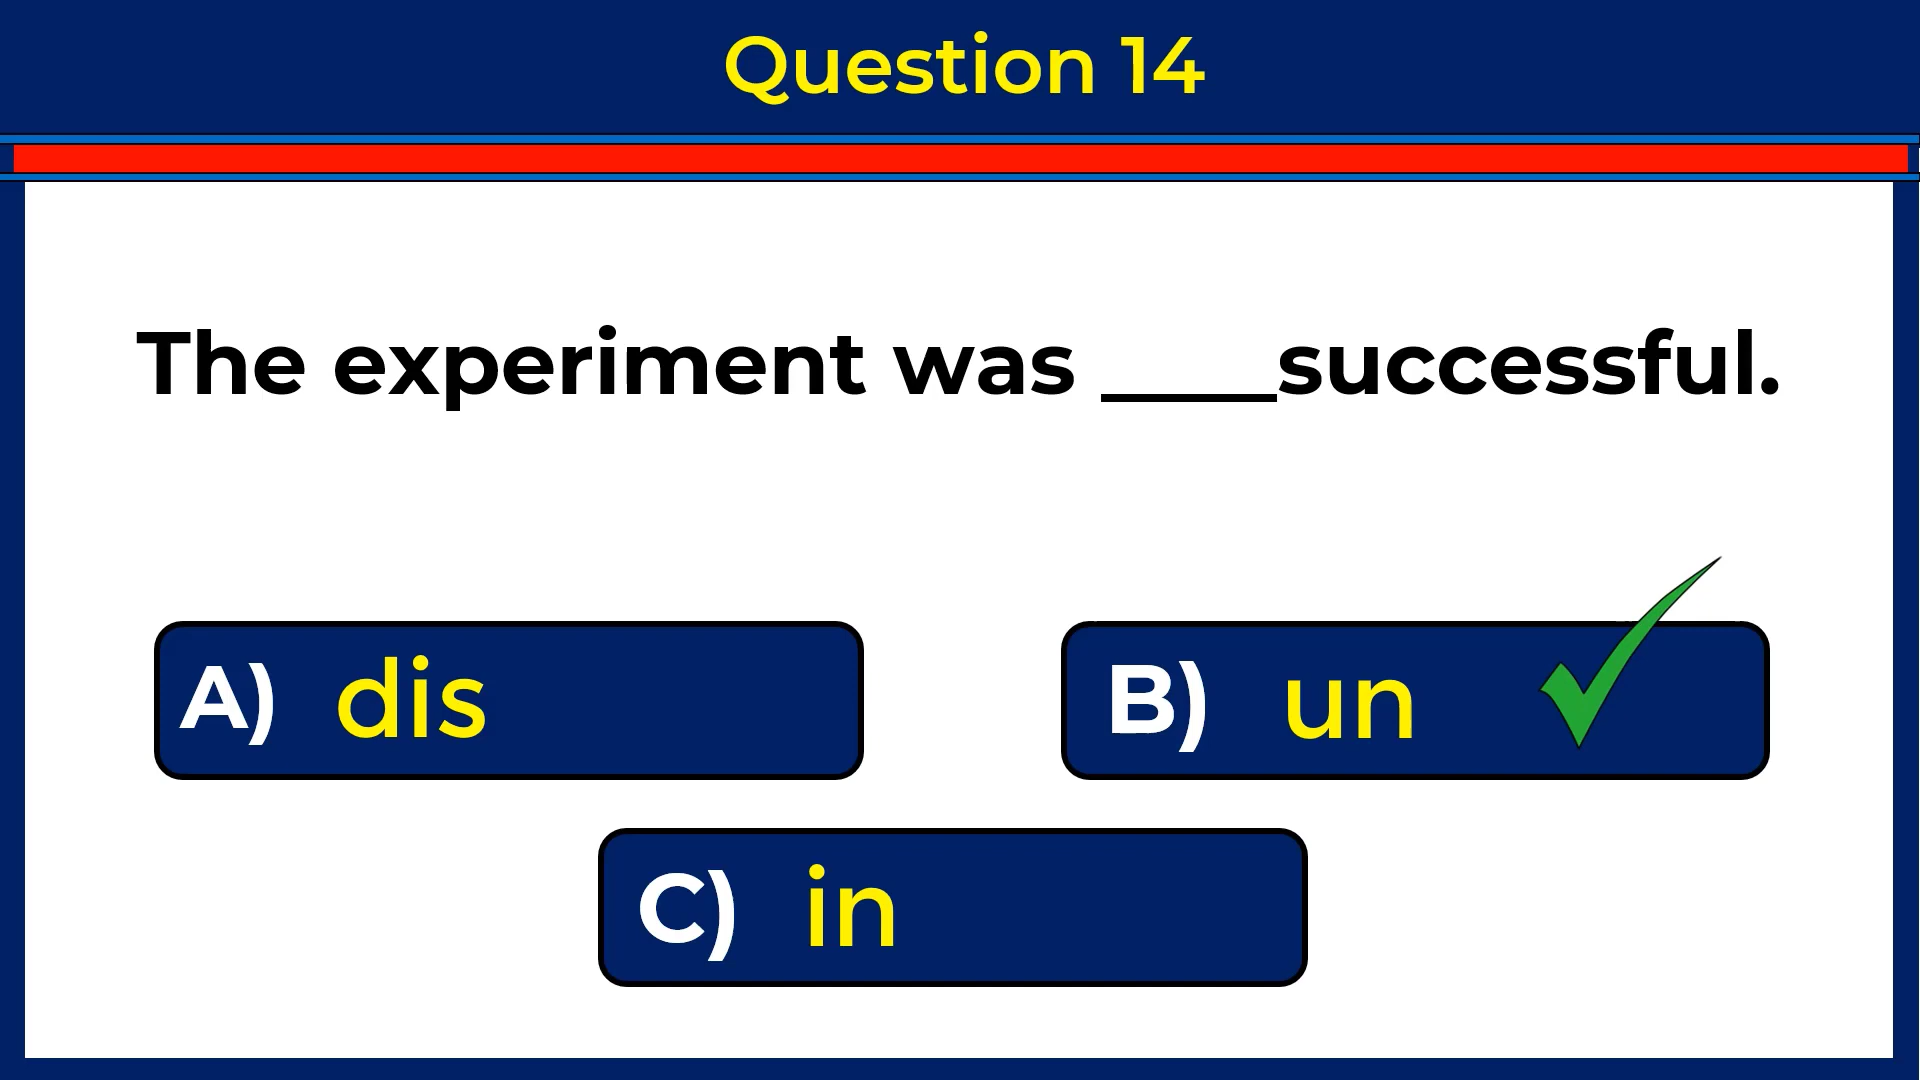 Question 14
The experiment was ____successful.
A) dis
B) un
C) in